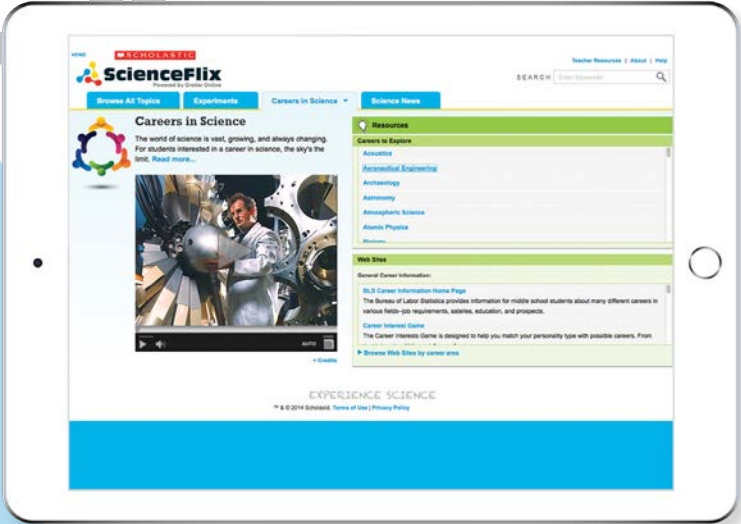 HOME
SCHOLASTIC
ScienceFlix
Powered by Grolier Online
Teacher Resources | About | Help
SEARCH Enter Keywords
Browse All Topics
Experiments
Careers in Science
Science News
Careers in Science
The world of science is vast, growing, and always changing.
For students interested in a career in science, the sky's the
limit. Read more...
AUTO
+ Credits
Resources
Careers to Explore
Acoustics
Aeronautical Engineering
Archaeology
Astronomy
Atmospheric Science
Atomic Physics
Biology
Web Sites
General Career Information:
BLS Career Information Home Page
The Bureau of Labor Statistics provides information for middle school students about many different careers in
various fields–job requirements, salaries, education, and prospects.
Career Interest Game
The Career Interests Game is designed to help you match your personality type with possible careers. From
Browse Web Sites by career area
EXPERIENCE SCIENCE
™ & © 2014 Scholastic. Terms of Use | Privacy Policy